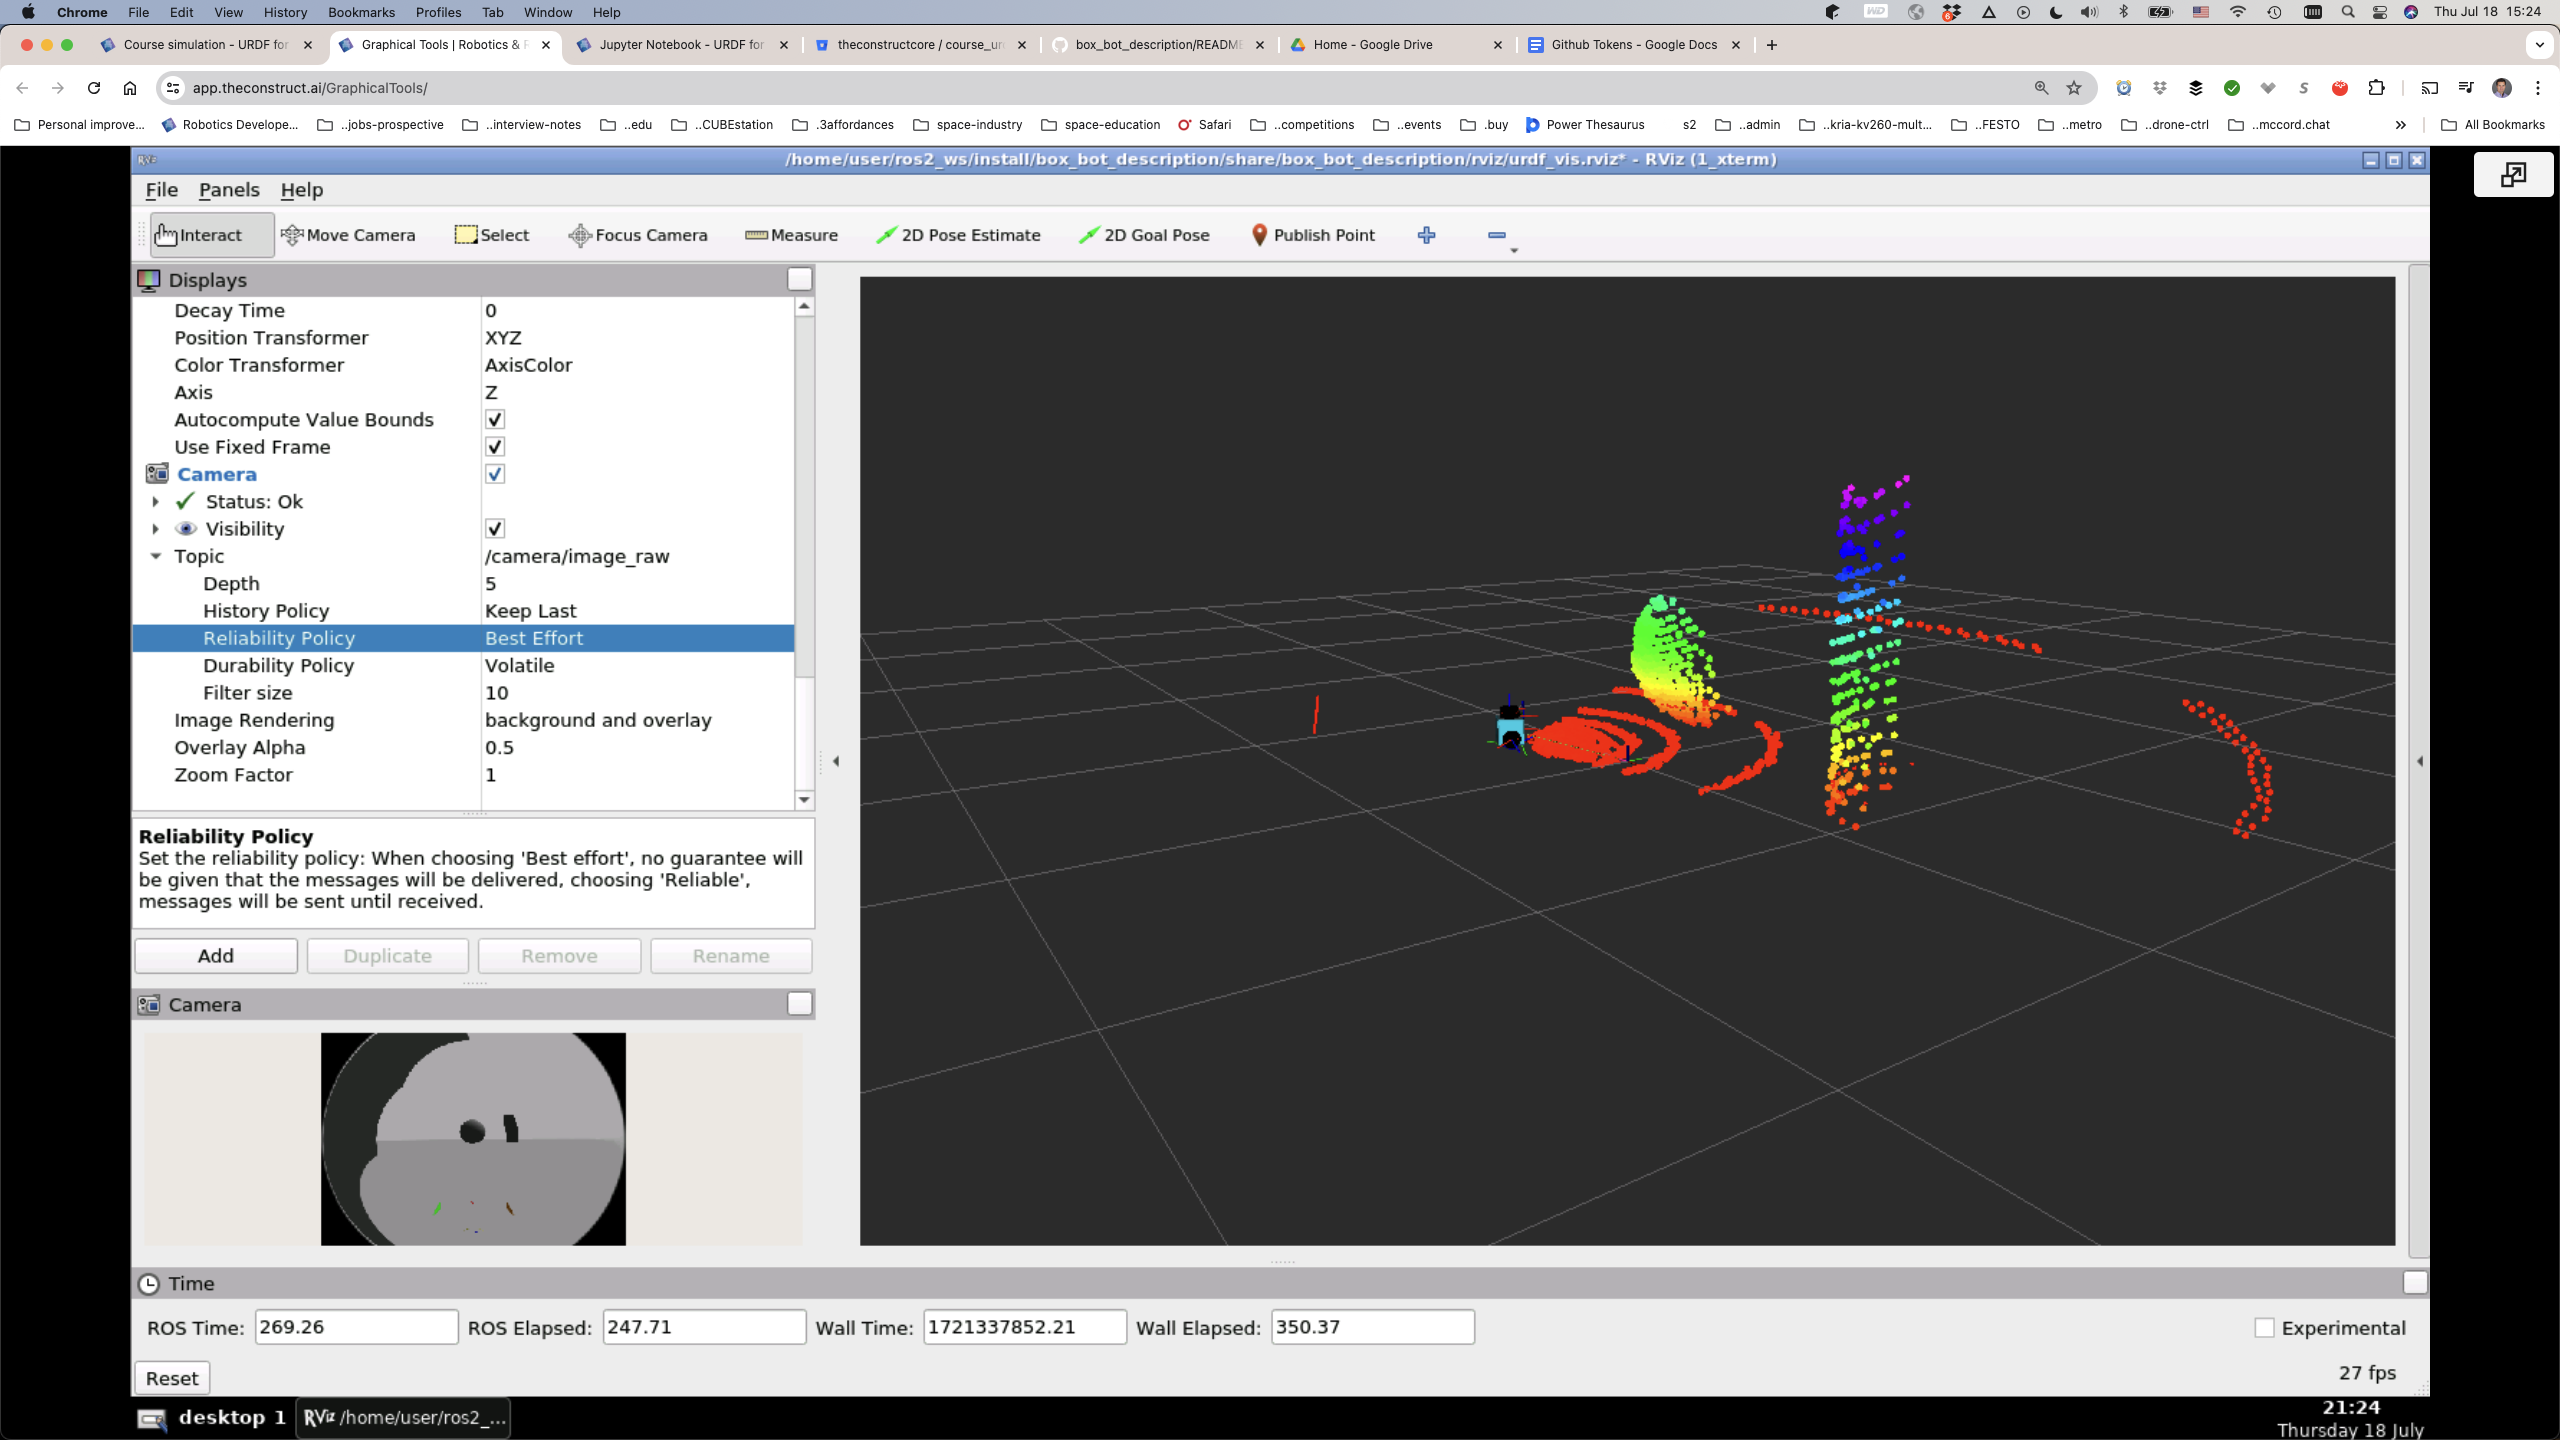 Chrome File Edit View History Bookmarks Profiles Tab Window Help Thu Jul 18 15:24
Course simulation - URDF for Graphical Tools | Robotics & R Jupyter Notebook - URDF for theconstructcore / course_ur box_bot_description/README Home - Google Drive Github Tokens - Google Docs
app.theconstruct.ai/GraphicalTools/
Personal improve... Robotics Develope... ..jobs-prospective ..interview-notes ..edu ..CUBEstation .3affordances space-industry space-education Safari ..competitions ..events .buy Power Thesaurus s2 ..admin ..kria-kv260-mult... ..FESTO ..metro ..drone-ctrl ..mccord.chat » All Bookmarks
/home/user/ros2_ws/install/box_bot_description/share/box_bot_description/rviz/urdf_vis.rviz* - RViz (1_xterm)
File Panels Help
Interact Move Camera Select Focus Camera Measure 2D Pose Estimate 2D Goal Pose Publish Point
Displays
Decay Time 0
Position Transformer XYZ
Color Transformer AxisColor
Axis Z
Autocompute Value Bounds
Use Fixed Frame
Camera
Status: Ok
Visibility
Topic /camera/image_raw
Depth 5
History Policy Keep Last
Reliability Policy Best Effort
Durability Policy Volatile
Filter size 10
Image Rendering background and overlay
Overlay Alpha 0.5
Zoom Factor 1
Reliability Policy
Set the reliability policy: When choosing 'Best effort', no guarantee will
be given that the messages will be delivered, choosing 'Reliable',
messages will be sent until received.
Add Duplicate Remove Rename
Camera
Time
ROS Time: 269.26 ROS Elapsed: 247.71 Wall Time: 1721337852.21 Wall Elapsed: 350.37 Experimental
Reset 27 fps
desktop 1 RViz /home/user/ros2_... 21:24
Thursday 18 July